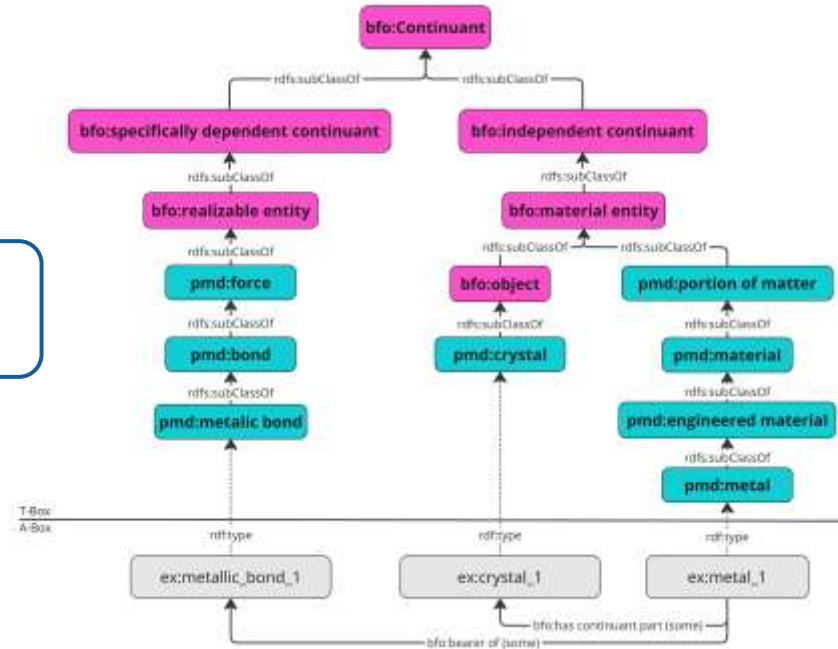 bfo:Continuant
rdfs:subClassOf rdfs:subClassOf
bfo:specifically dependent continuant bfo:independent continuant
rdfs:subClassOf rdfs:subClassOf
bfo:realizable entity bfo:material entity
rdfs:subClassOf rdfs:subClassOf rdfs:subClassOf
pmd:force bfo:object pmd:portion of matter
rdfs:subClassOf rdfs:subClassOf rdfs:subClassOf
pmd:bond pmd:crystal pmd:material
rdfs:subClassOf rdfs:subClassOf
pmd:metalic bond pmd:engineered material
rdfs:subClassOf
pmd:metal
T-Box
A-Box
rdf:type rdf:type rdf:type
ex:metallic_bond_1 ex:crystal_1 ex:metal_1
bfo:has continuant part (some)
bfo:bearer of (some)